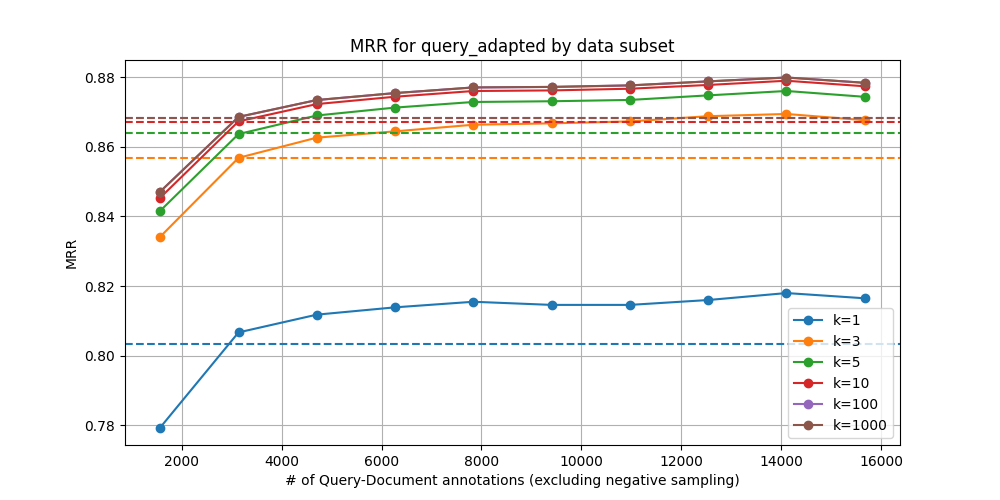 MRR for query_adapted by data subset
0.88
0.86
0.84
0.82
0.80
0.78
MRR
k=1
k=3
k=5
k=10
k=100
k=1000
2000 4000 6000 8000 10000 12000 14000 16000
# of Query-Document annotations (excluding negative sampling)